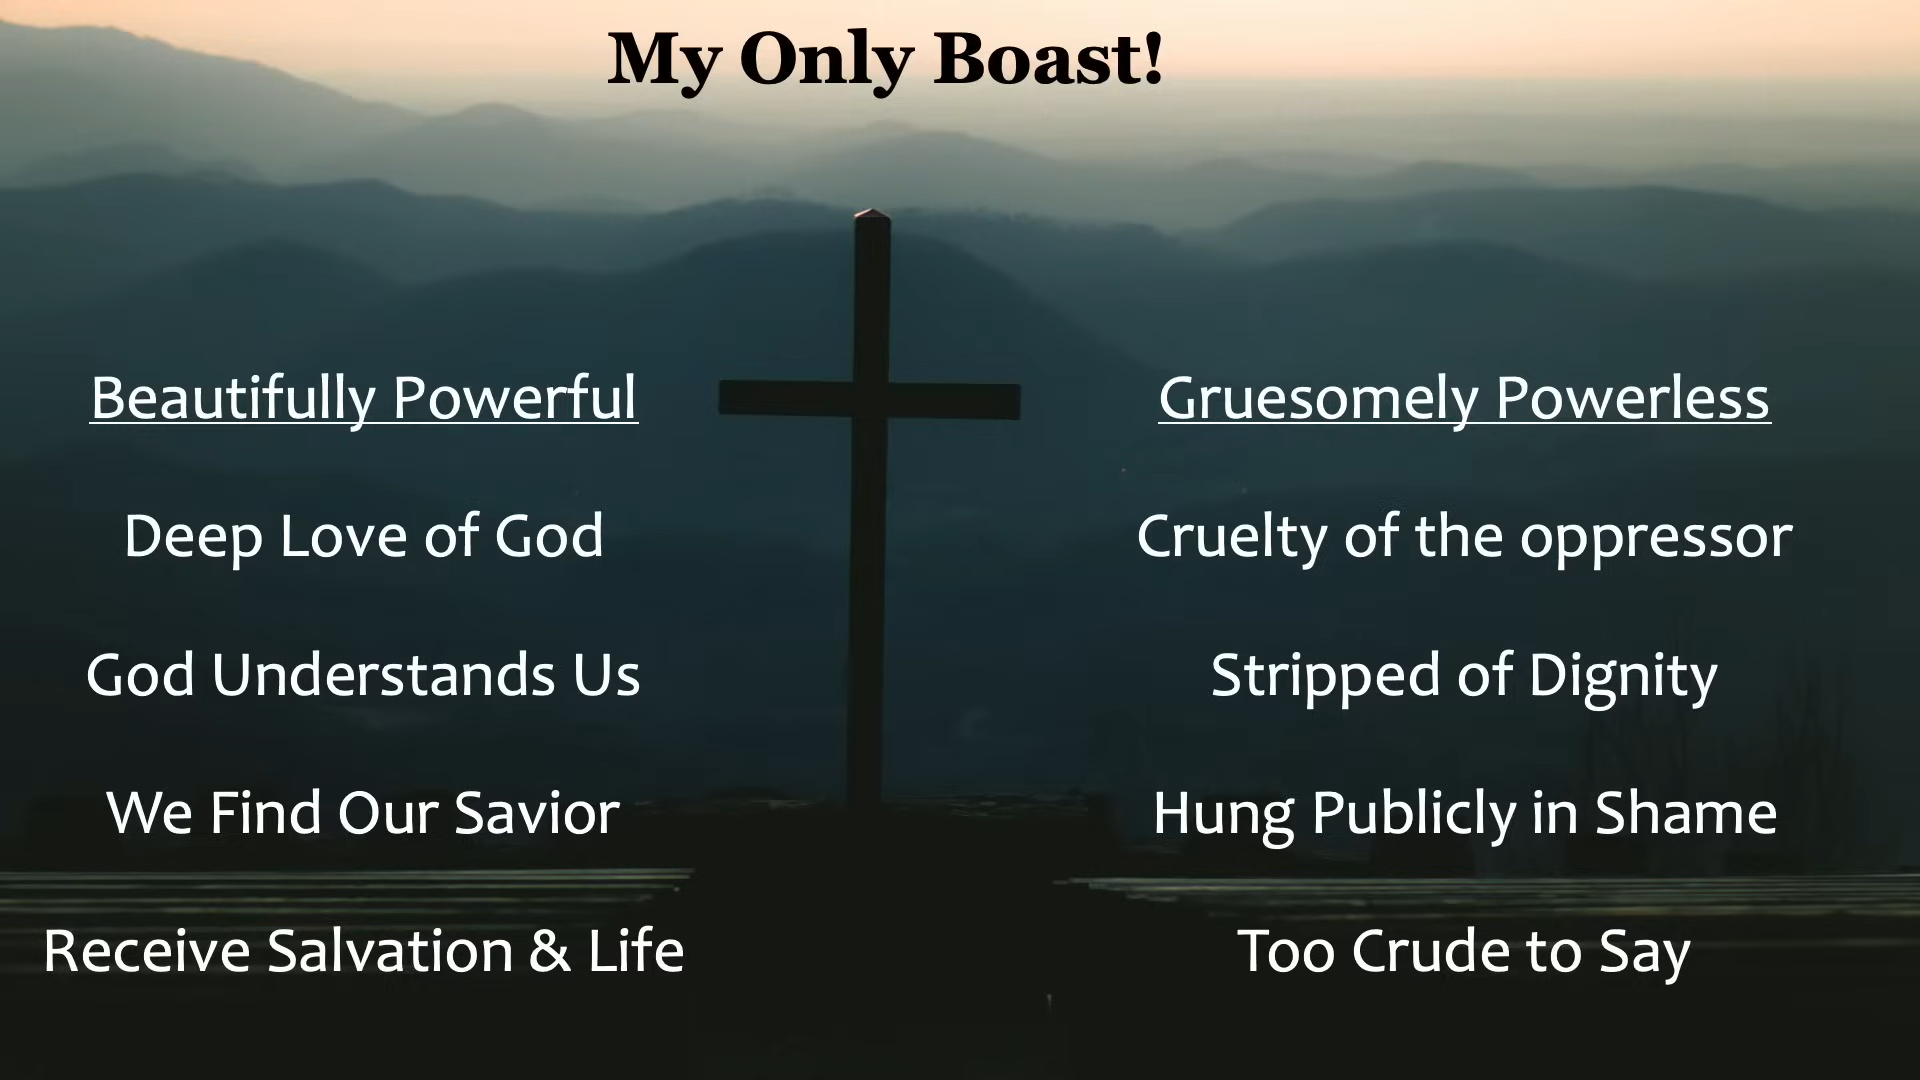 My Only Boast!
Beautifully Powerful
Deep Love of God
God Understands Us
We Find Our Savior
Receive Salvation & Life
Gruesomely Powerless
Cruelty of the oppressor
Stripped of Dignity
Hung Publicly in Shame
Too Crude to Say